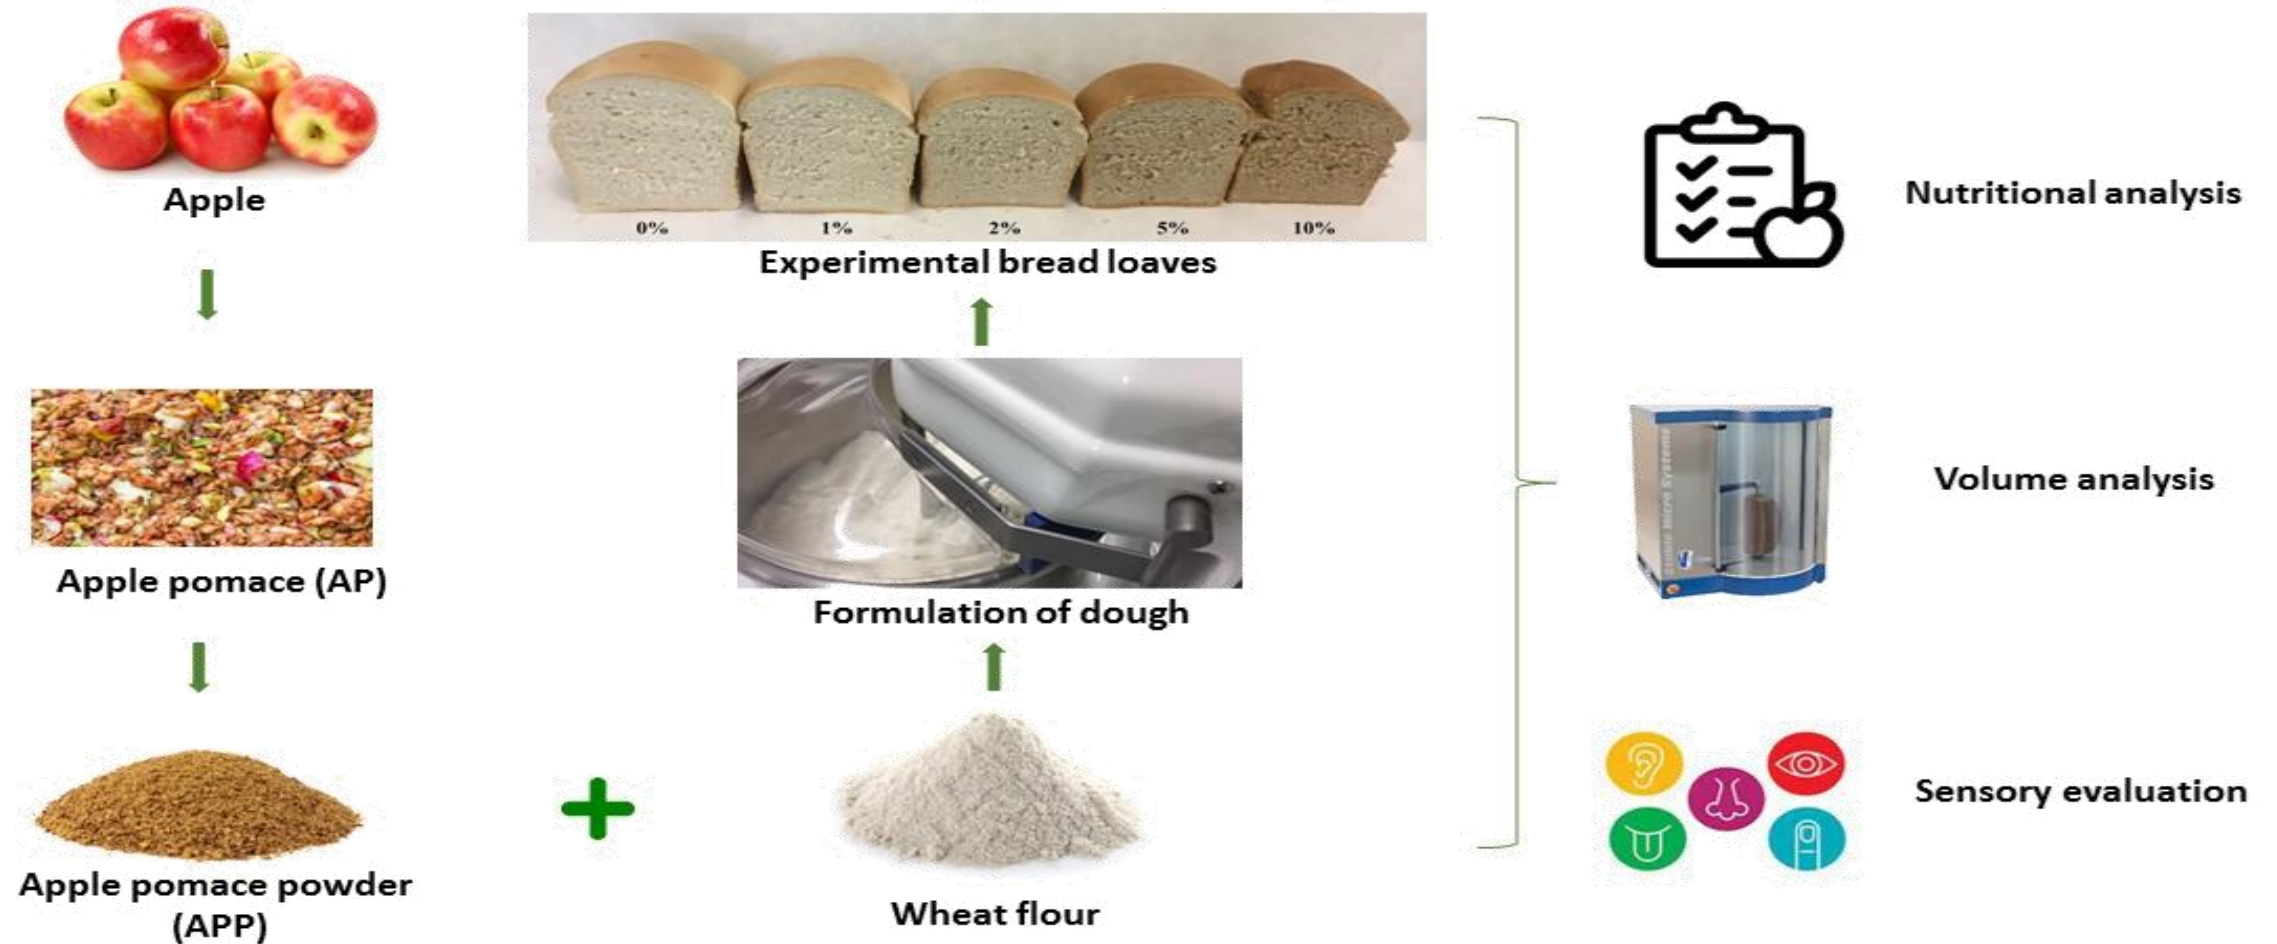 Apple
0%
1%
2%
5%
10%
Experimental bread loaves
Nutritional analysis
Apple pomace (AP)
Formulation of dough
Volume analysis
Apple pomace powder
(APP)
Wheat flour
Sensory evaluation